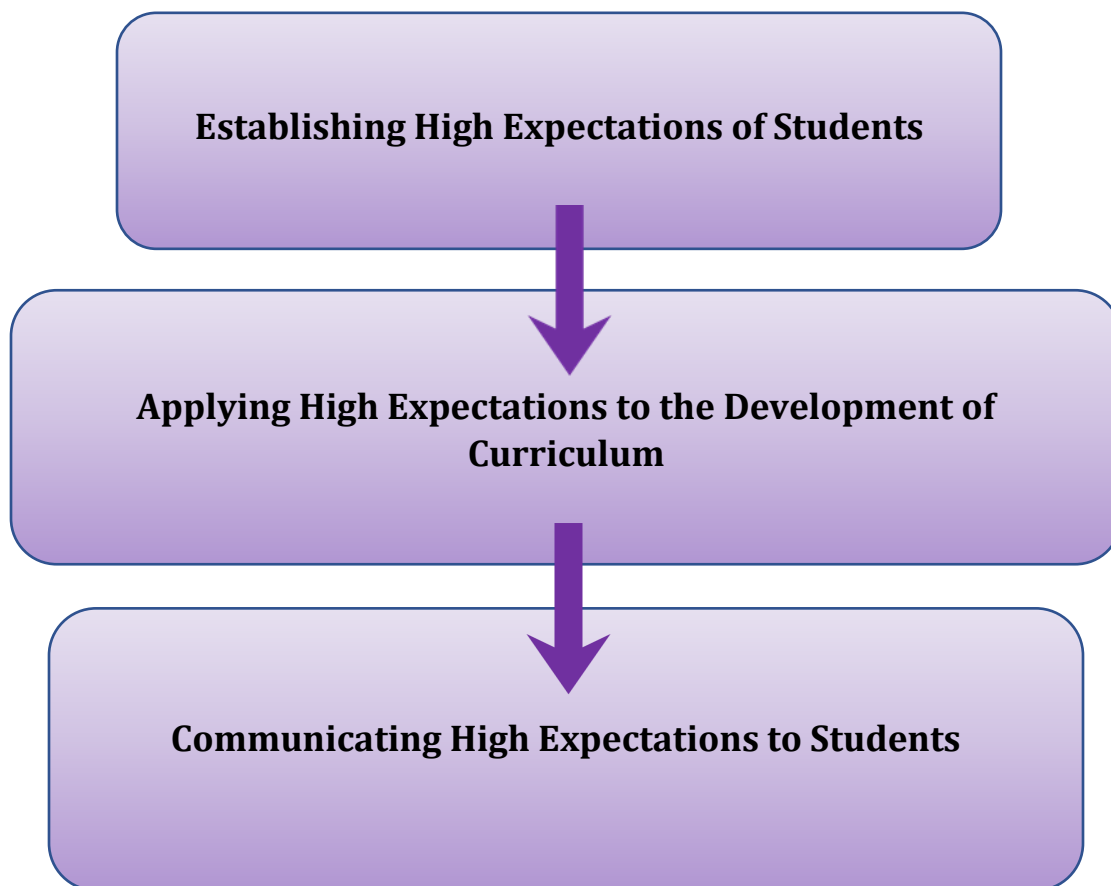 Establishing High Expectations of Students
Applying High Expectations to the Development of
Curriculum
Communicating High Expectations to Students